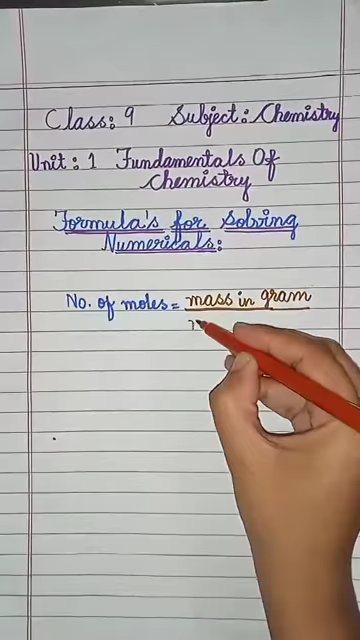 Class: 9 Subject: Chemistry
Unit: 1 Fundamentals Of
Chemistry
Formula's for Solving
Numericals:
No. of moles = mass in gram